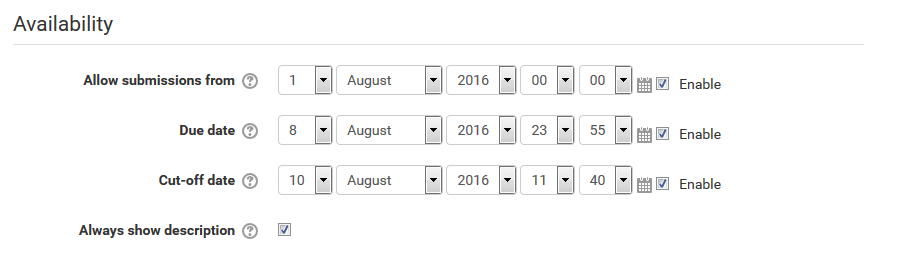 Availability
Allow submissions from ? 1 August 2016 00 00 Enable
Due date ? 8 August 2016 23 55 Enable
Cut-off date ? 10 August 2016 11 40 Enable
Always show description ?